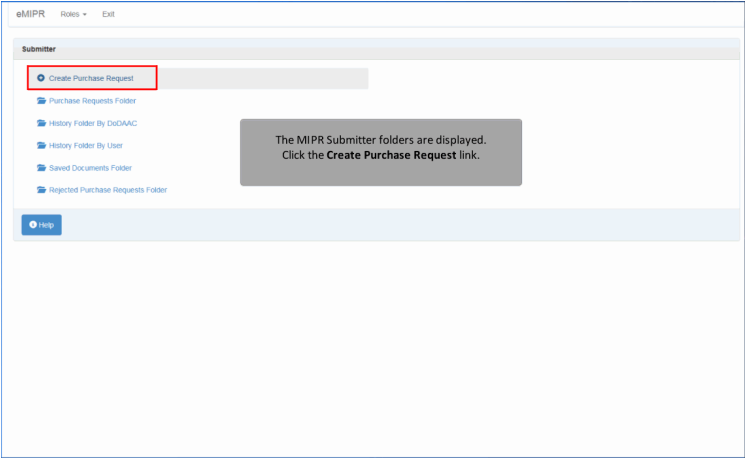 eMIPR Roles Exit
Submitter
Create Purchase Request
Purchase Requests Folder
History Folder By DoDAAC
History Folder By User
Saved Documents Folder
Rejected Purchase Requests Folder
The MIPR Submitter folders are displayed.
Click the Create Purchase Request link.
Help